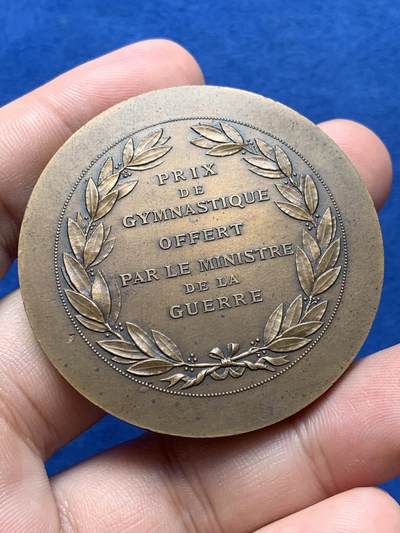 PRIX
DE
GYMNASTIQUE
OFFERT
PAR LE MINISTRE
DE LA
GUERRE